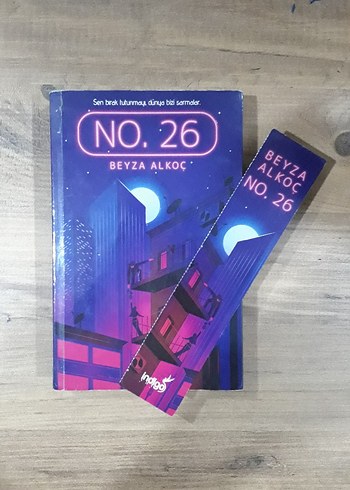 Sen bırak tutunmayı, dünya bizi sarmalar.
NO. 26
BEYZA ALKOÇ
BEYZA
ALKOÇ
NO. 26
indigo